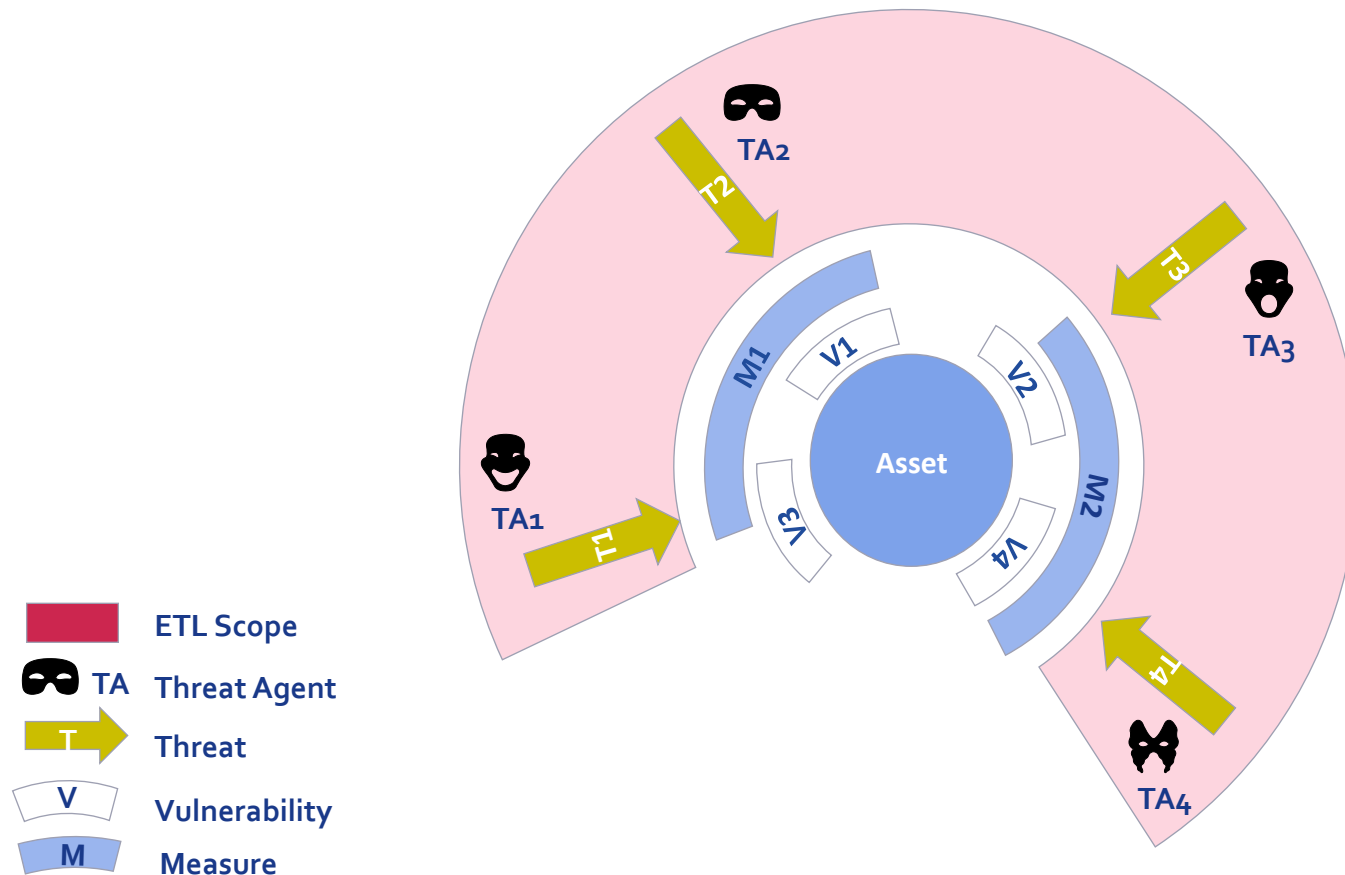 TA2
T2
T3
TA3
M1
V1
V2
Asset
M2
TA1
T1
V3
V4
T4
TA4
ETL Scope
TA Threat Agent
T Threat
V Vulnerability
M Measure